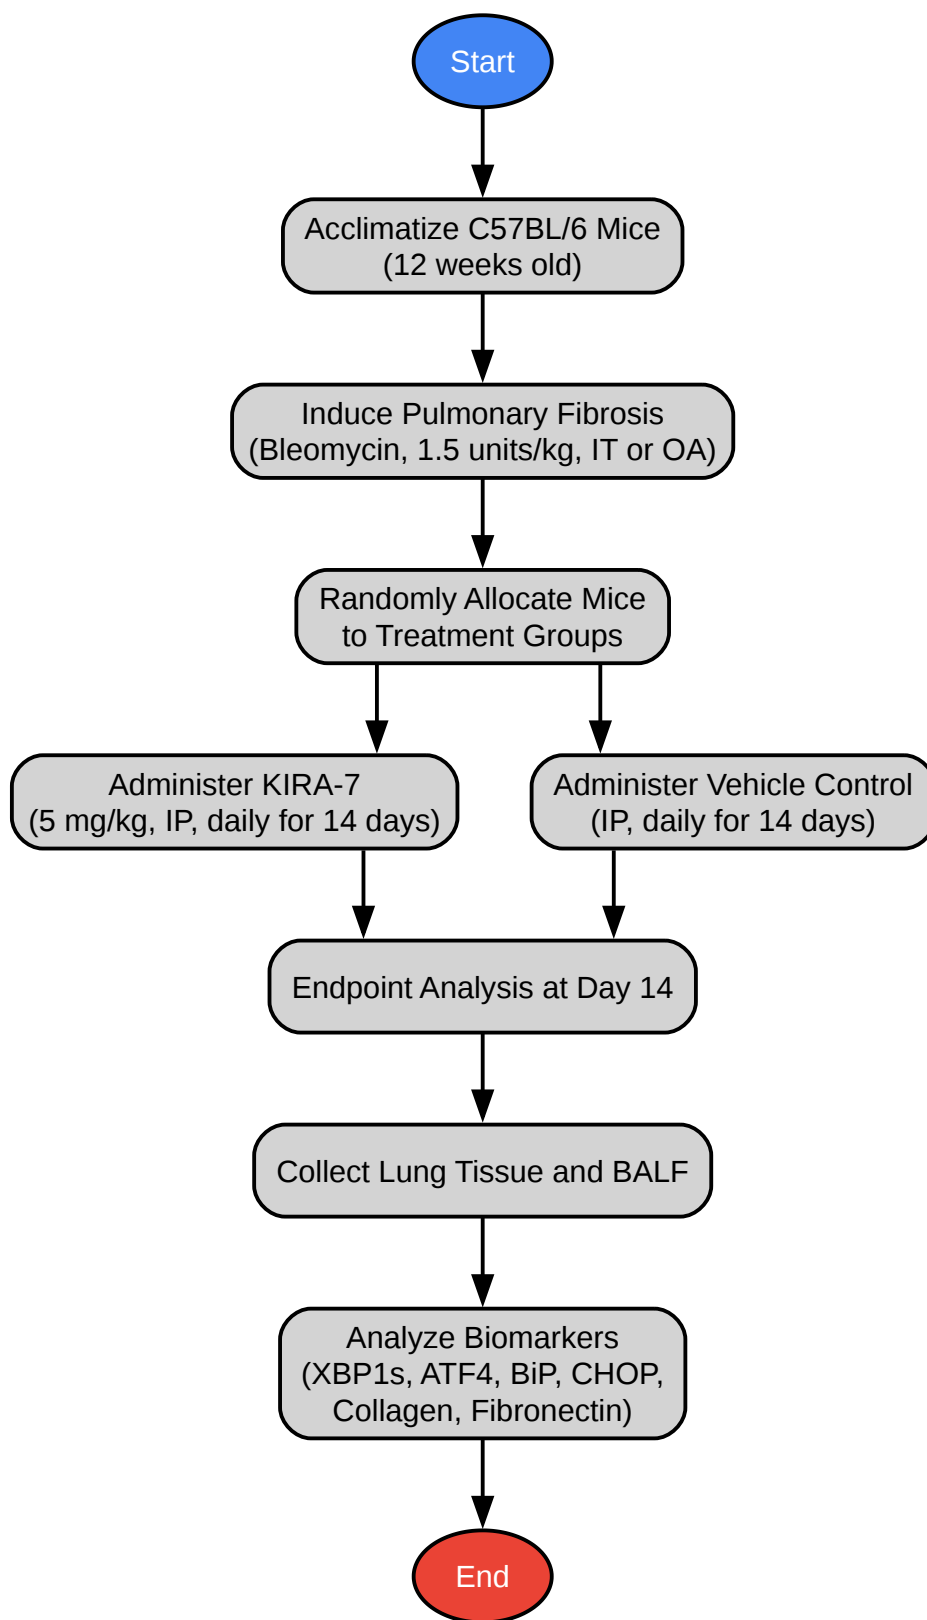 Start
Acclimatize C57BL/6 Mice
(12 weeks old)
Induce Pulmonary Fibrosis
(Bleomycin, 1.5 units/kg, IT or OA)
Randomly Allocate Mice
to Treatment Groups
Administer KIRA-7
(5 mg/kg, IP, daily for 14 days)
Administer Vehicle Control
(IP, daily for 14 days)
Endpoint Analysis at Day 14
Collect Lung Tissue and BALF
Analyze Biomarkers
(XBP1s, ATF4, BiP, CHOP,
Collagen, Fibronectin)
End